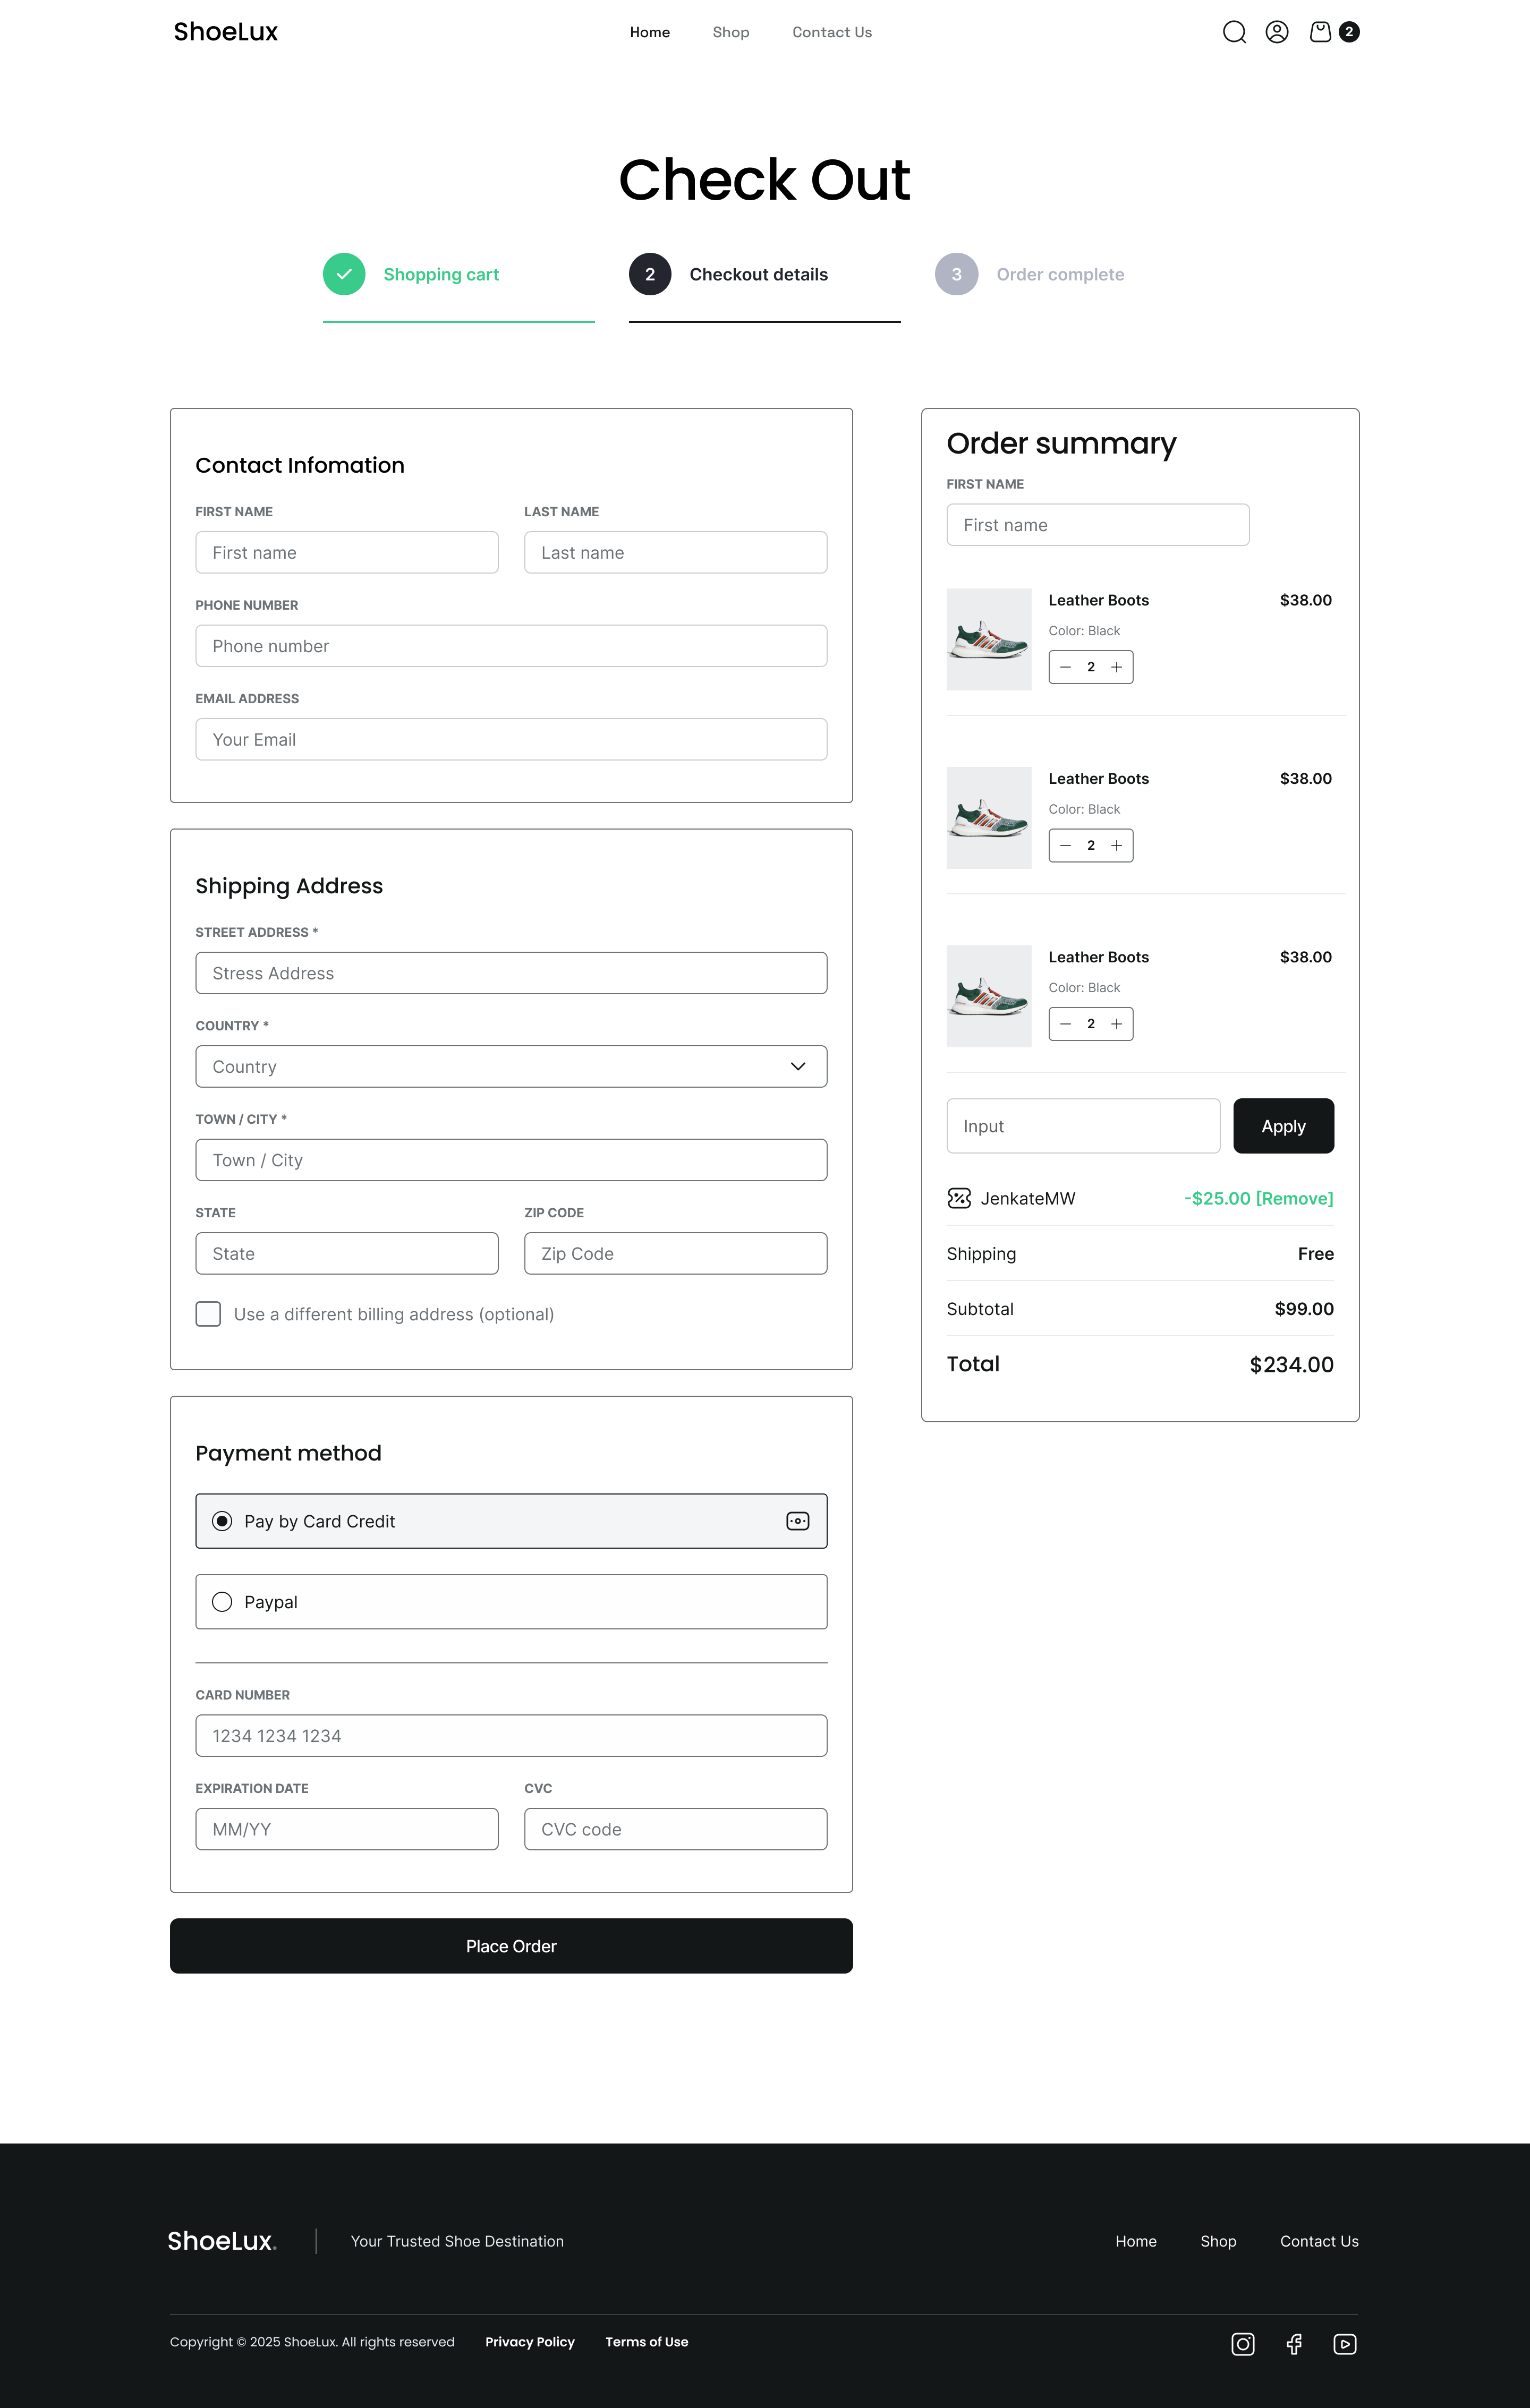 ShoeLux
Home Shop Contact Us
2
Check Out
Shopping cart
2 Checkout details
3 Order complete
Contact Infomation
FIRST NAME LAST NAME
First name Last name
PHONE NUMBER
Phone number
EMAIL ADDRESS
Your Email
Shipping Address
STREET ADDRESS *
Stress Address
COUNTRY *
Country
TOWN / CITY *
Town / City
STATE ZIP CODE
State Zip Code
Use a different billing address (optional)
Payment method
Pay by Card Credit
Paypal
CARD NUMBER
1234 1234 1234
EXPIRATION DATE CVC
MM/YY CVC code
Place Order
Order summary
FIRST NAME
First name
Leather Boots $38.00
Color: Black
2
Leather Boots $38.00
Color: Black
2
Leather Boots $38.00
Color: Black
2
Input Apply
JenkateMW -$25.00 [Remove]
Shipping Free
Subtotal $99.00
Total $234.00
ShoeLux. Your Trusted Shoe Destination Home Shop Contact Us
Copyright © 2025 ShoeLux. All rights reserved Privacy Policy Terms of Use